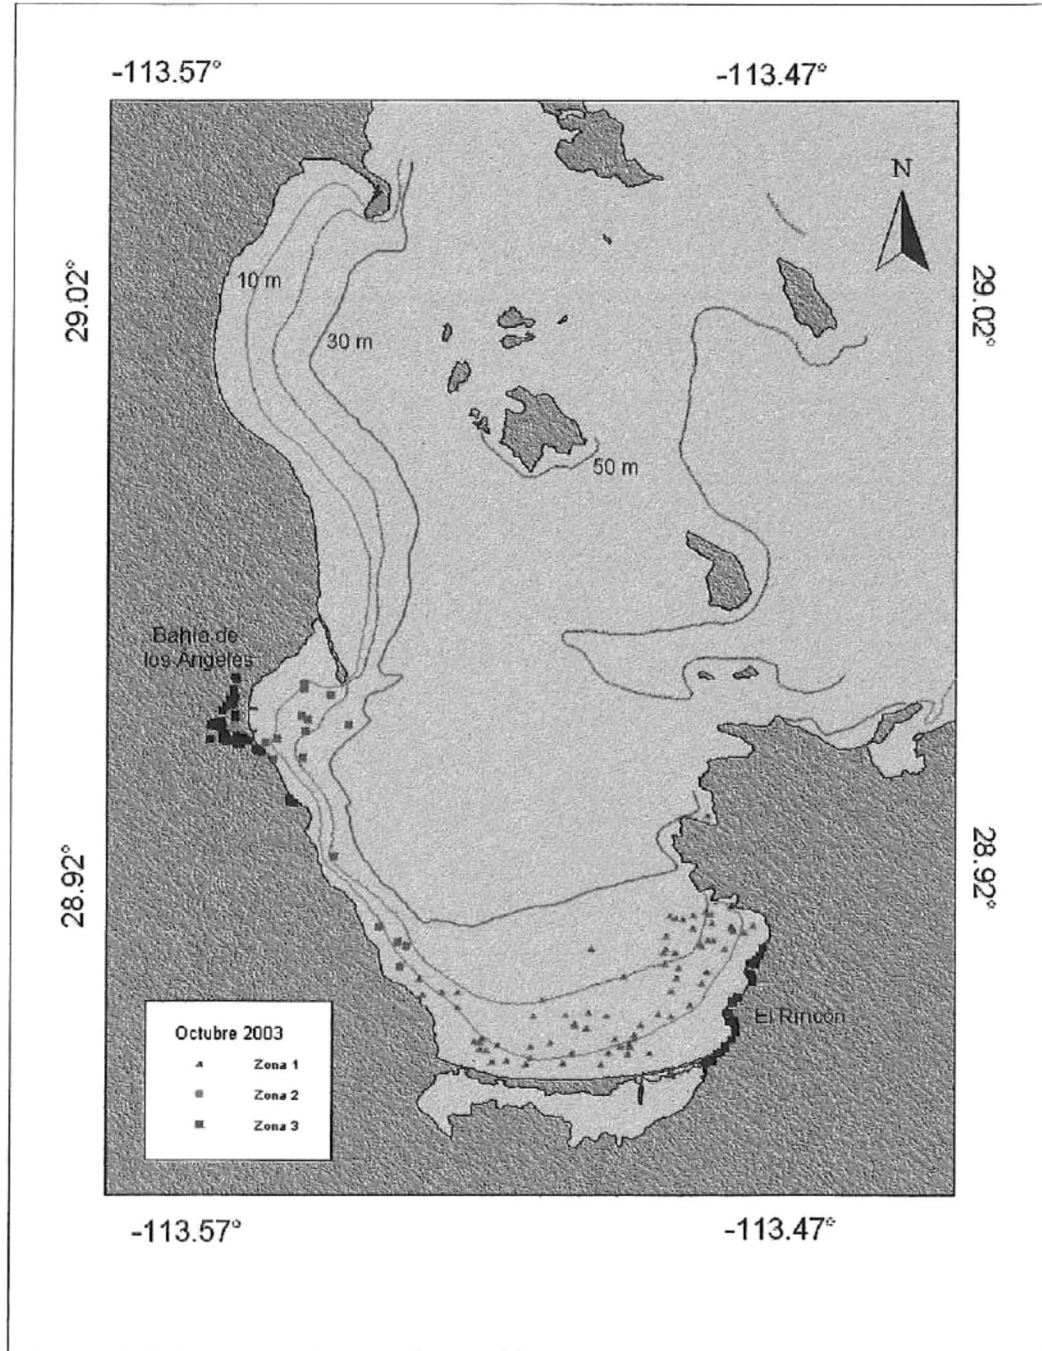 -113.57°
-113.47°
N
29.02°
29.02°
10 m
30 m
50 m
Bahía de
los Angeles
28.92°
28.92°
El Rincón
Octubre 2003
Zona 1
Zona 2
Zona 3
-113.57°
-113.47°